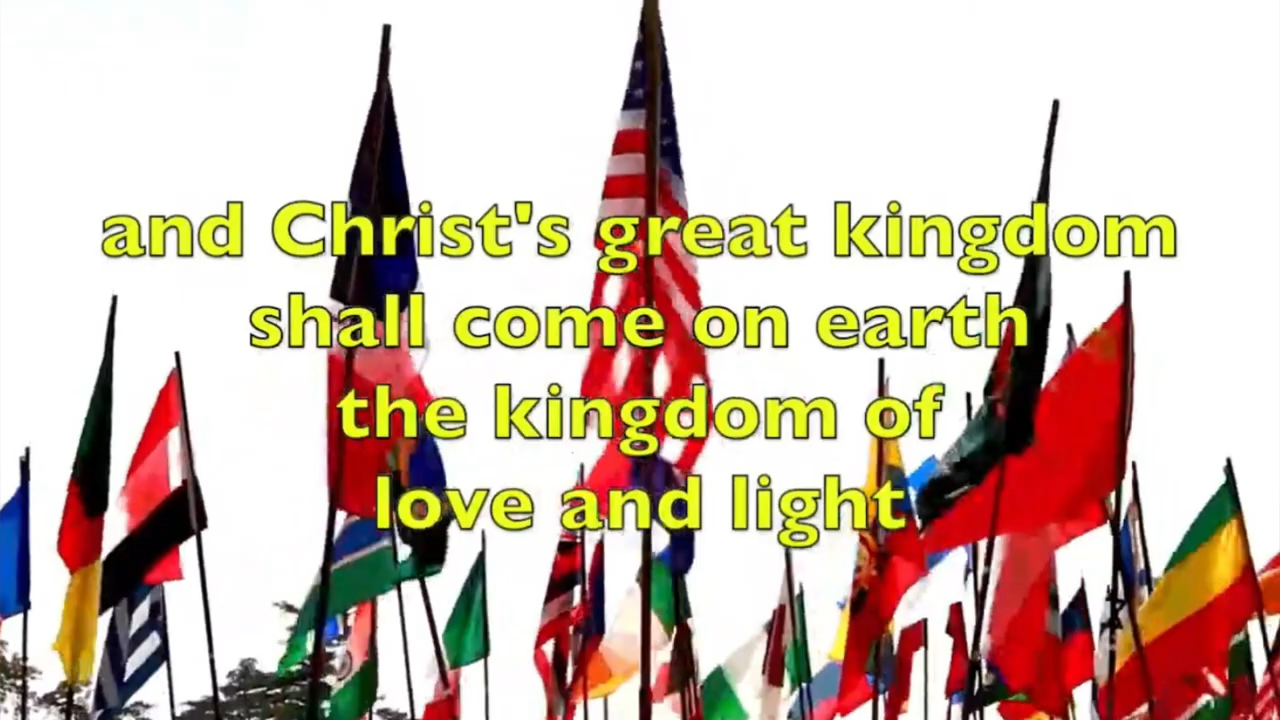 and Christ's great kingdom
shall come on earth
the kingdom of
love and light